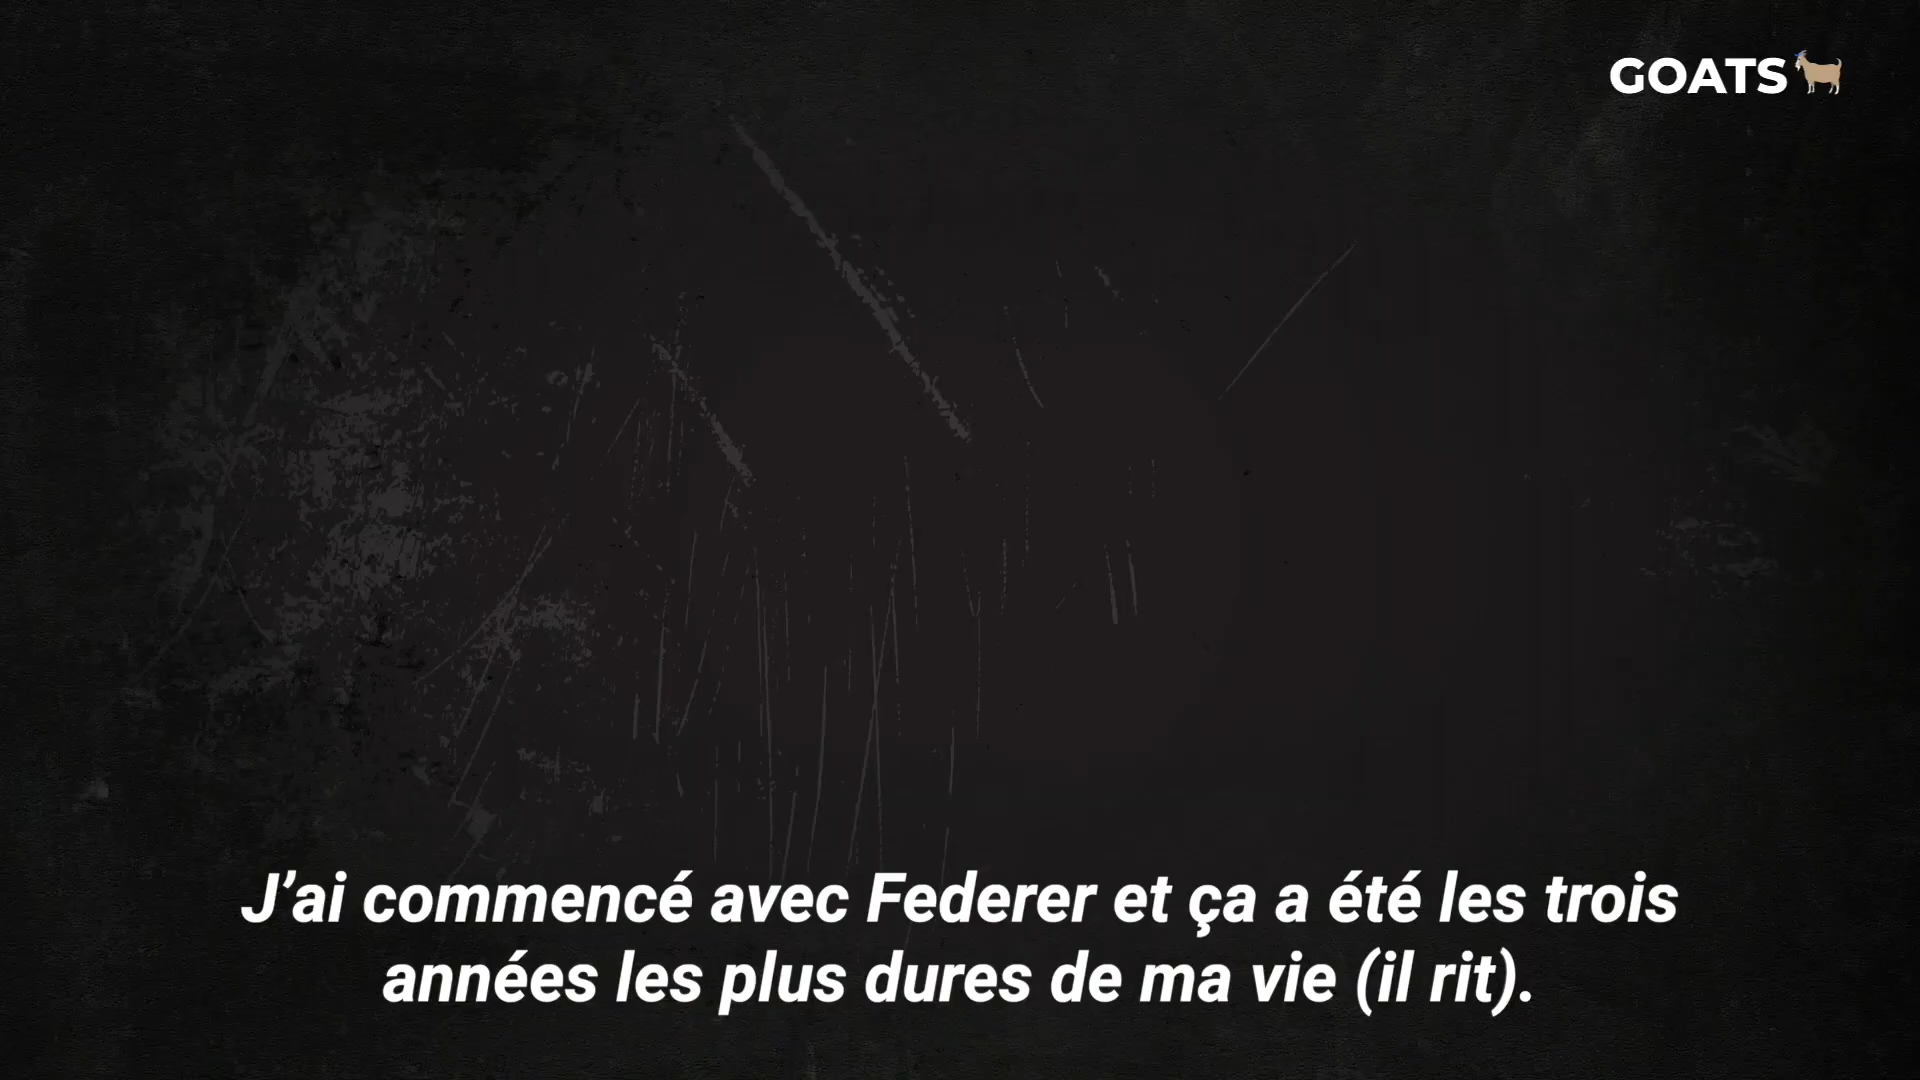 GOATS
J’ai commencé avec Federer et ça a été les trois
années les plus dures de ma vie (il rit).